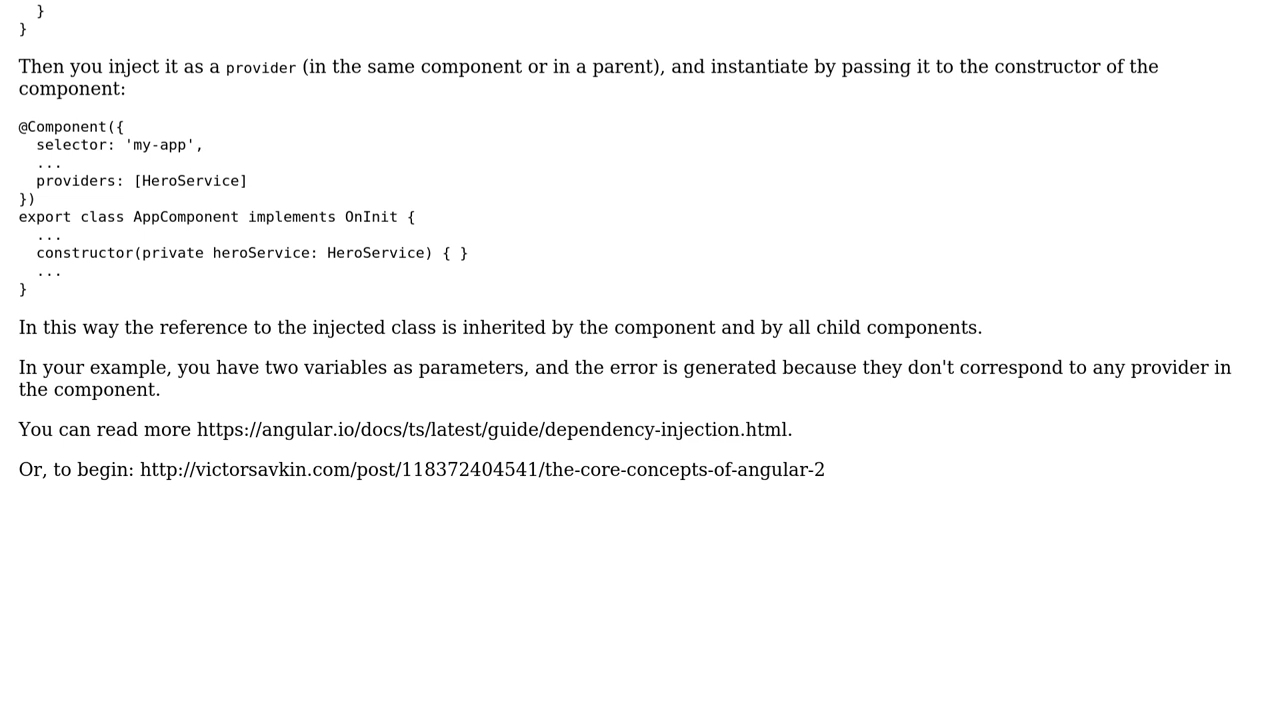 }
}
Then you inject it as a provider (in the same component or in a parent), and instantiate by passing it to the constructor of the
component:
@Component({
  selector: 'my-app',
  ...
  providers: [HeroService]
})
export class AppComponent implements OnInit {
  ...
  constructor(private heroService: HeroService) { }
  ...
}
In this way the reference to the injected class is inherited by the component and by all child components.
In your example, you have two variables as parameters, and the error is generated because they don't correspond to any provider in
the component.
You can read more https://angular.io/docs/ts/latest/guide/dependency-injection.html.
Or, to begin: http://victorsavkin.com/post/118372404541/the-core-concepts-of-angular-2